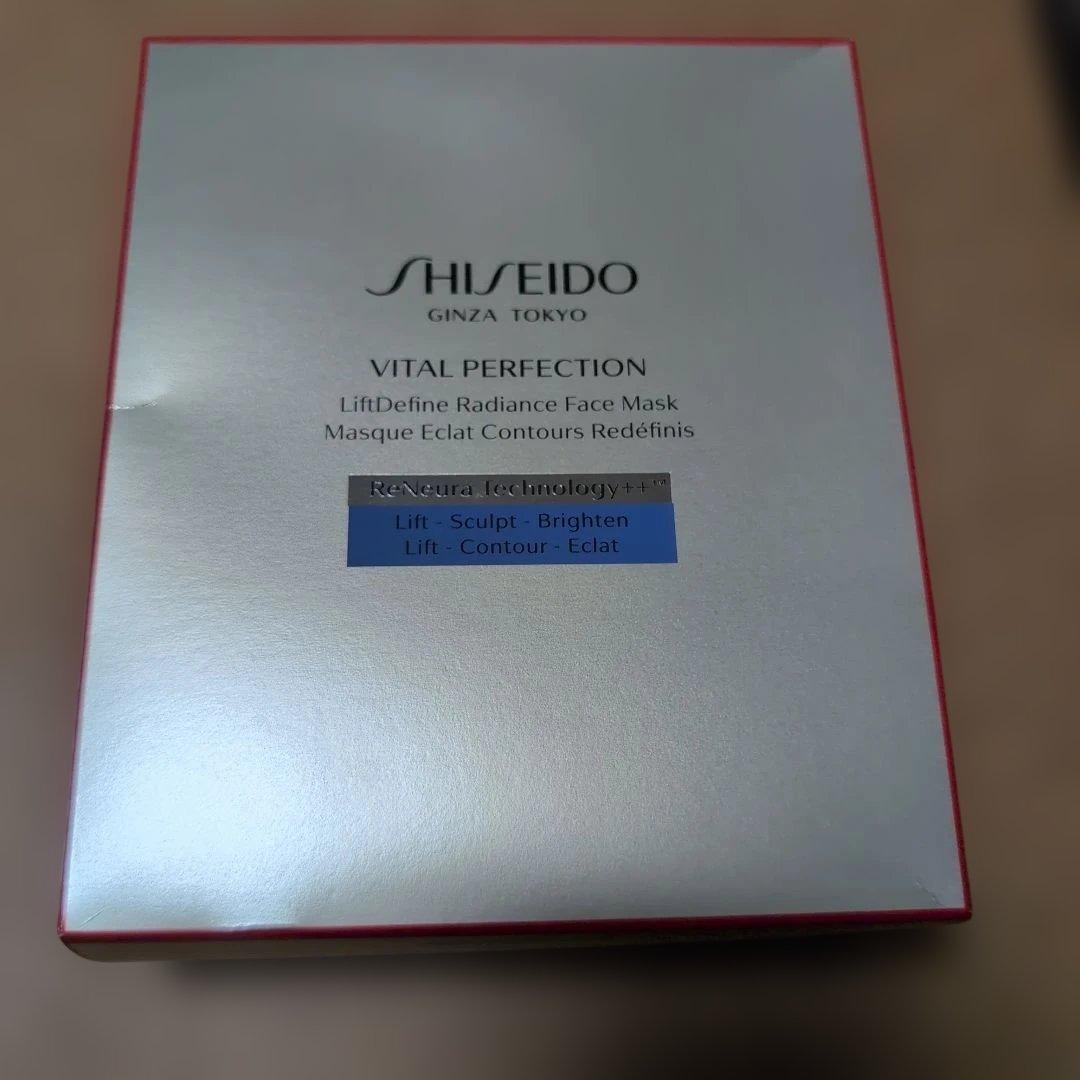 SHISEIDO
GINZA TOKYO
VITAL PERFECTION
LiftDefine Radiance Face Mask
Masque Eclat Contours Redéfinis
ReNeura Technology++™
Lift - Sculpt - Brighten
Lift - Contour - Eclat